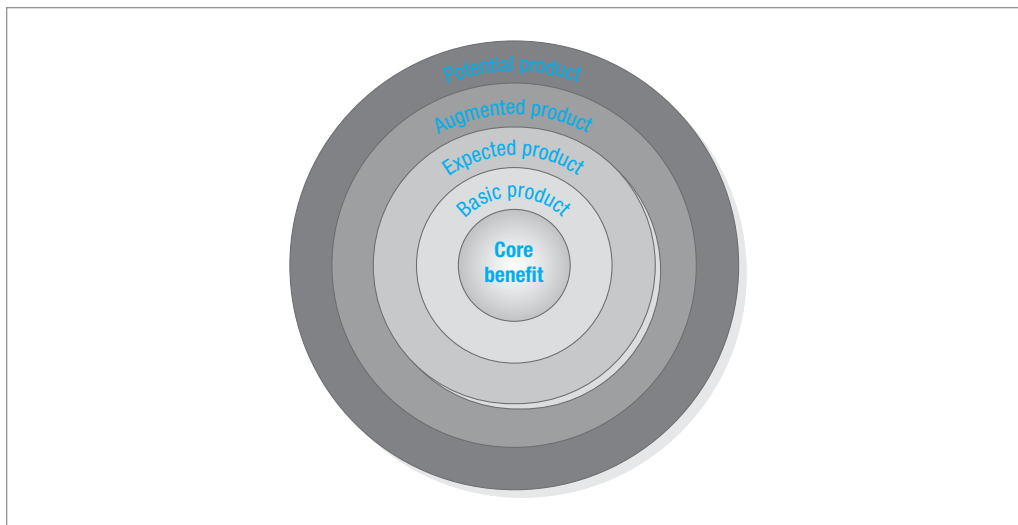 Potential product
Augmented product
Expected product
Basic product
Core
benefit